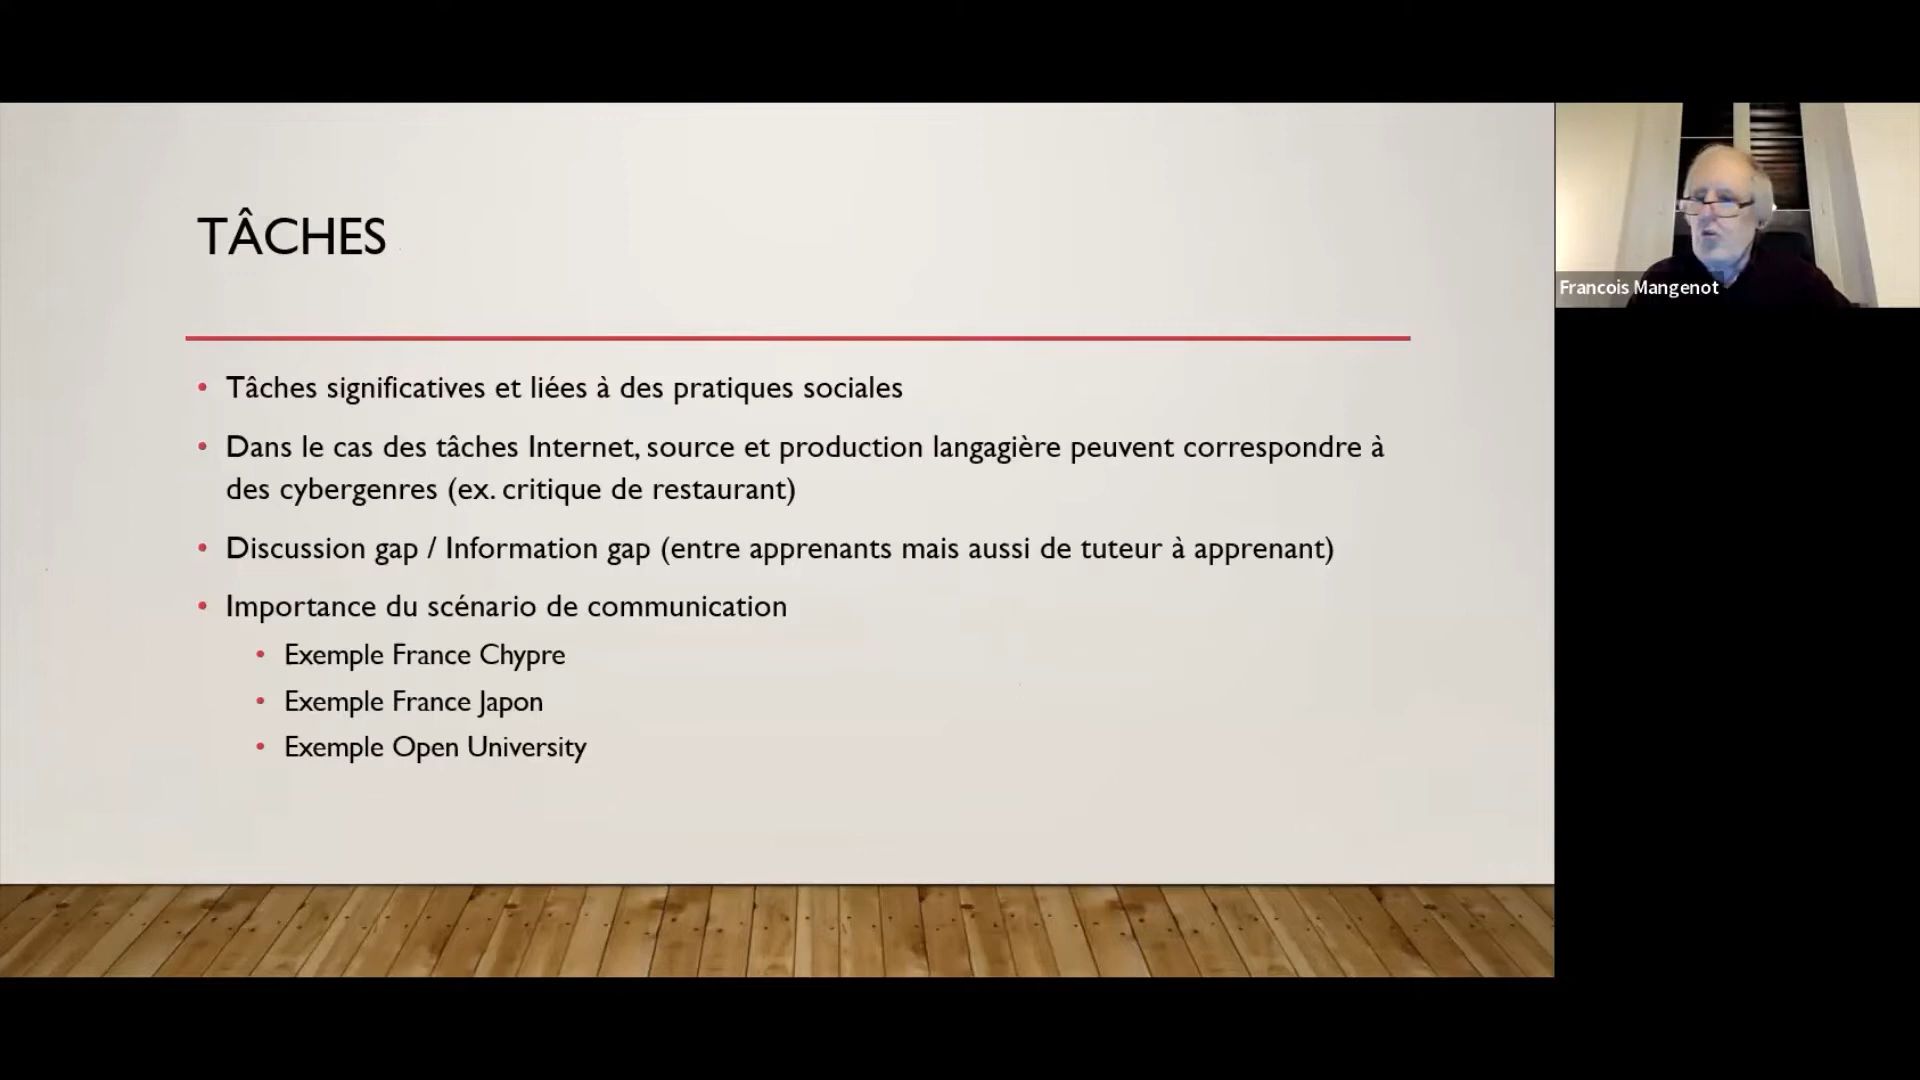 TÂCHES
Francois Mangenot
• Tâches significatives et liées à des pratiques sociales
• Dans le cas des tâches Internet, source et production langagière peuvent correspondre à
des cybergenres (ex. critique de restaurant)
• Discussion gap / Information gap (entre apprenants mais aussi de tuteur à apprenant)
• Importance du scénario de communication
• Exemple France Chypre
• Exemple France Japon
• Exemple Open University